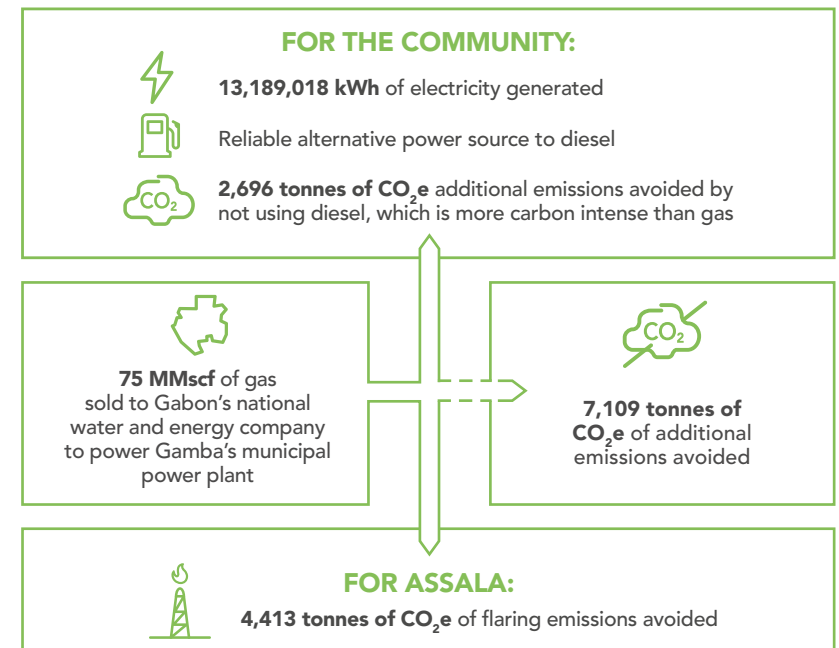 FOR THE COMMUNITY:
13,189,018 kWh of electricity generated
Reliable alternative power source to diesel
CO₂
2,696 tonnes of CO₂e additional emissions avoided by
not using diesel, which is more carbon intense than gas
75 MMscf of gas
sold to Gabon's national
water and energy company
to power Gamba's municipal
power plant
CO₂
7,109 tonnes of
CO₂e of additional
emissions avoided
FOR ASSALA:
4,413 tonnes of CO₂e of flaring emissions avoided